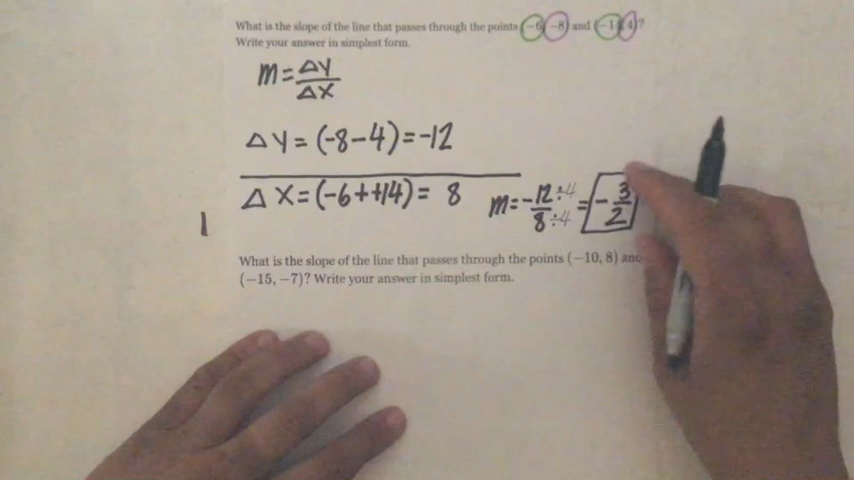 What is the slope of the line that passes through the points (-6, -8) and (-14, 4)?
Write your answer in simplest form.
m = ΔY/ΔX
ΔY = (-8-4) = -12
ΔX = (-6++14) = 8
m = -12÷4/8÷4 = -3/2
1
What is the slope of the line that passes through the points (−10, 8) and
(−15, −7)? Write your answer in simplest form.